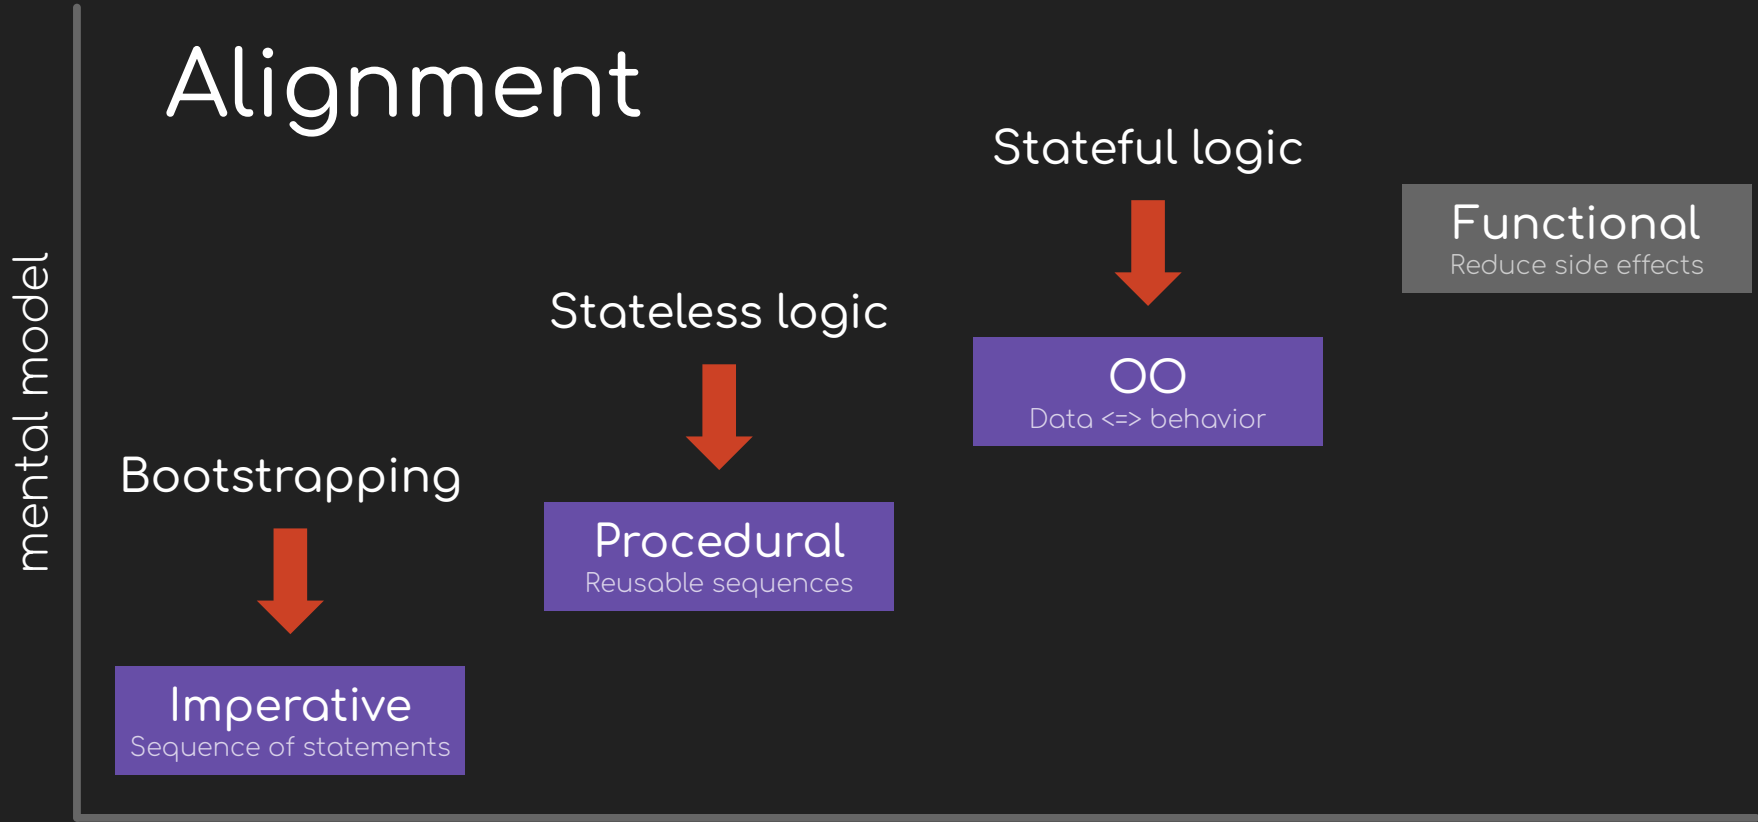 Alignment
mental model
Bootstrapping
Imperative
Sequence of statements
Stateless logic
Procedural
Reusable sequences
Stateful logic
OO
Data <=> behavior
Functional
Reduce side effects